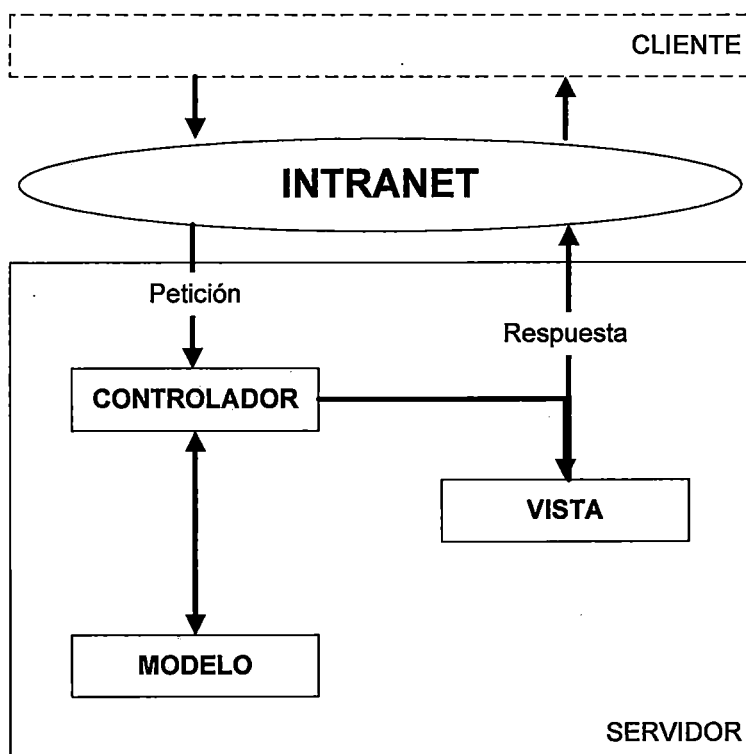 CLIENTE
INTRANET
Petición
Respuesta
CONTROLADOR
VISTA
MODELO
SERVIDOR